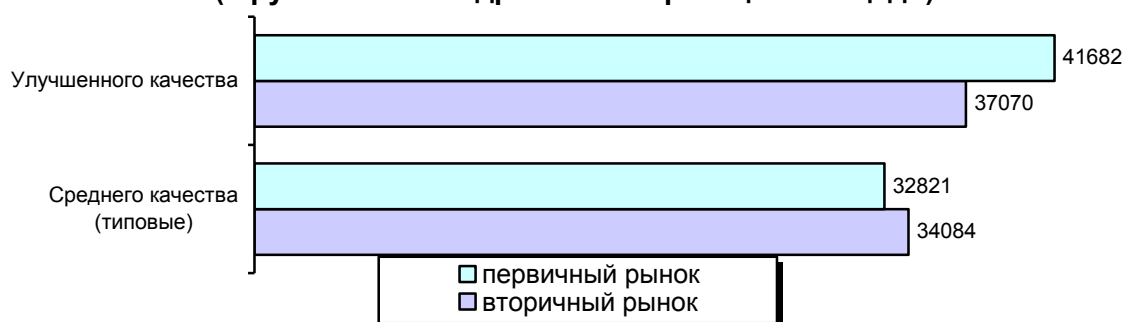 Улучшенного качества
41682
37070
Среднего качества
(типовые)
32821
34084
первичный рынок
вторичный рынок